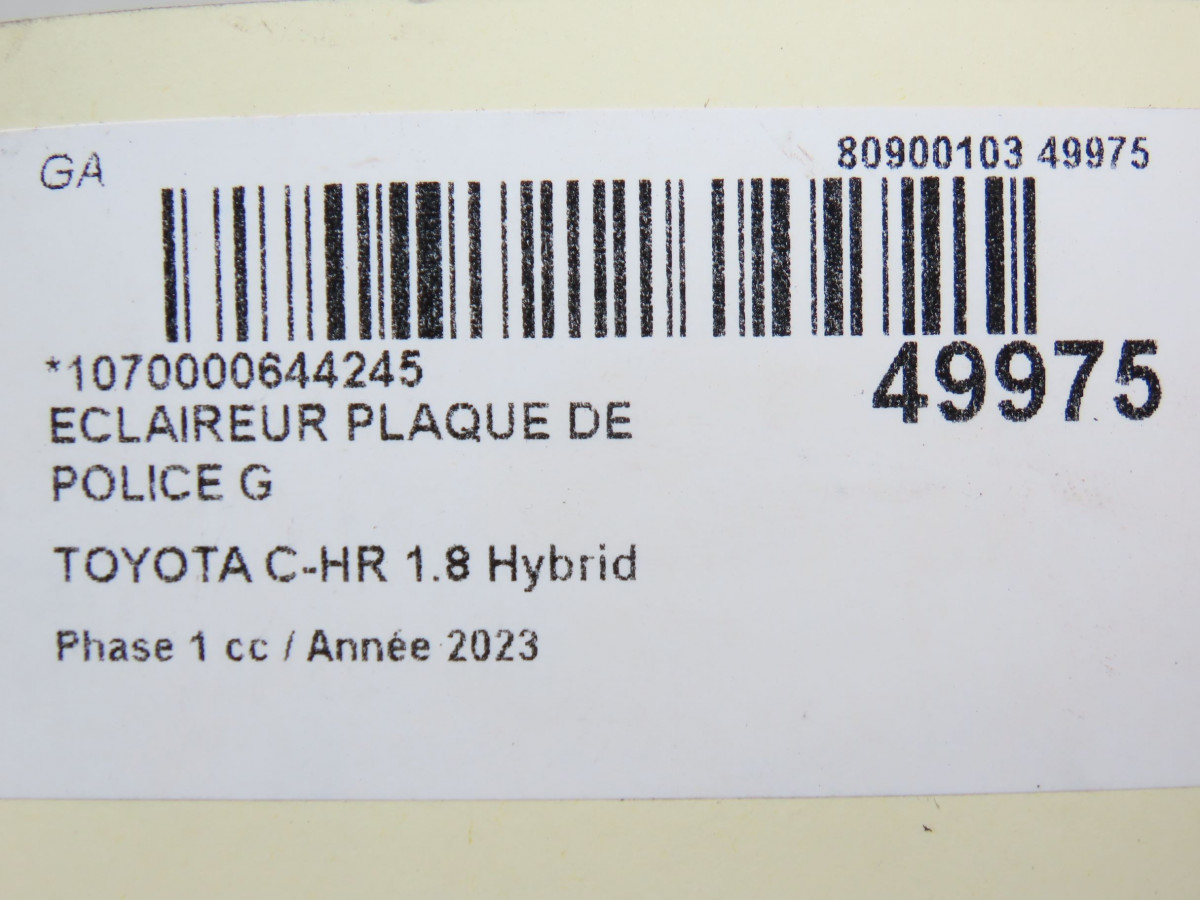 GA
80900103 49975
*1070000644245
49975
ECLAIREUR PLAQUE DE
POLICE G
TOYOTA C-HR 1.8 Hybrid
Phase 1 cc / Année 2023